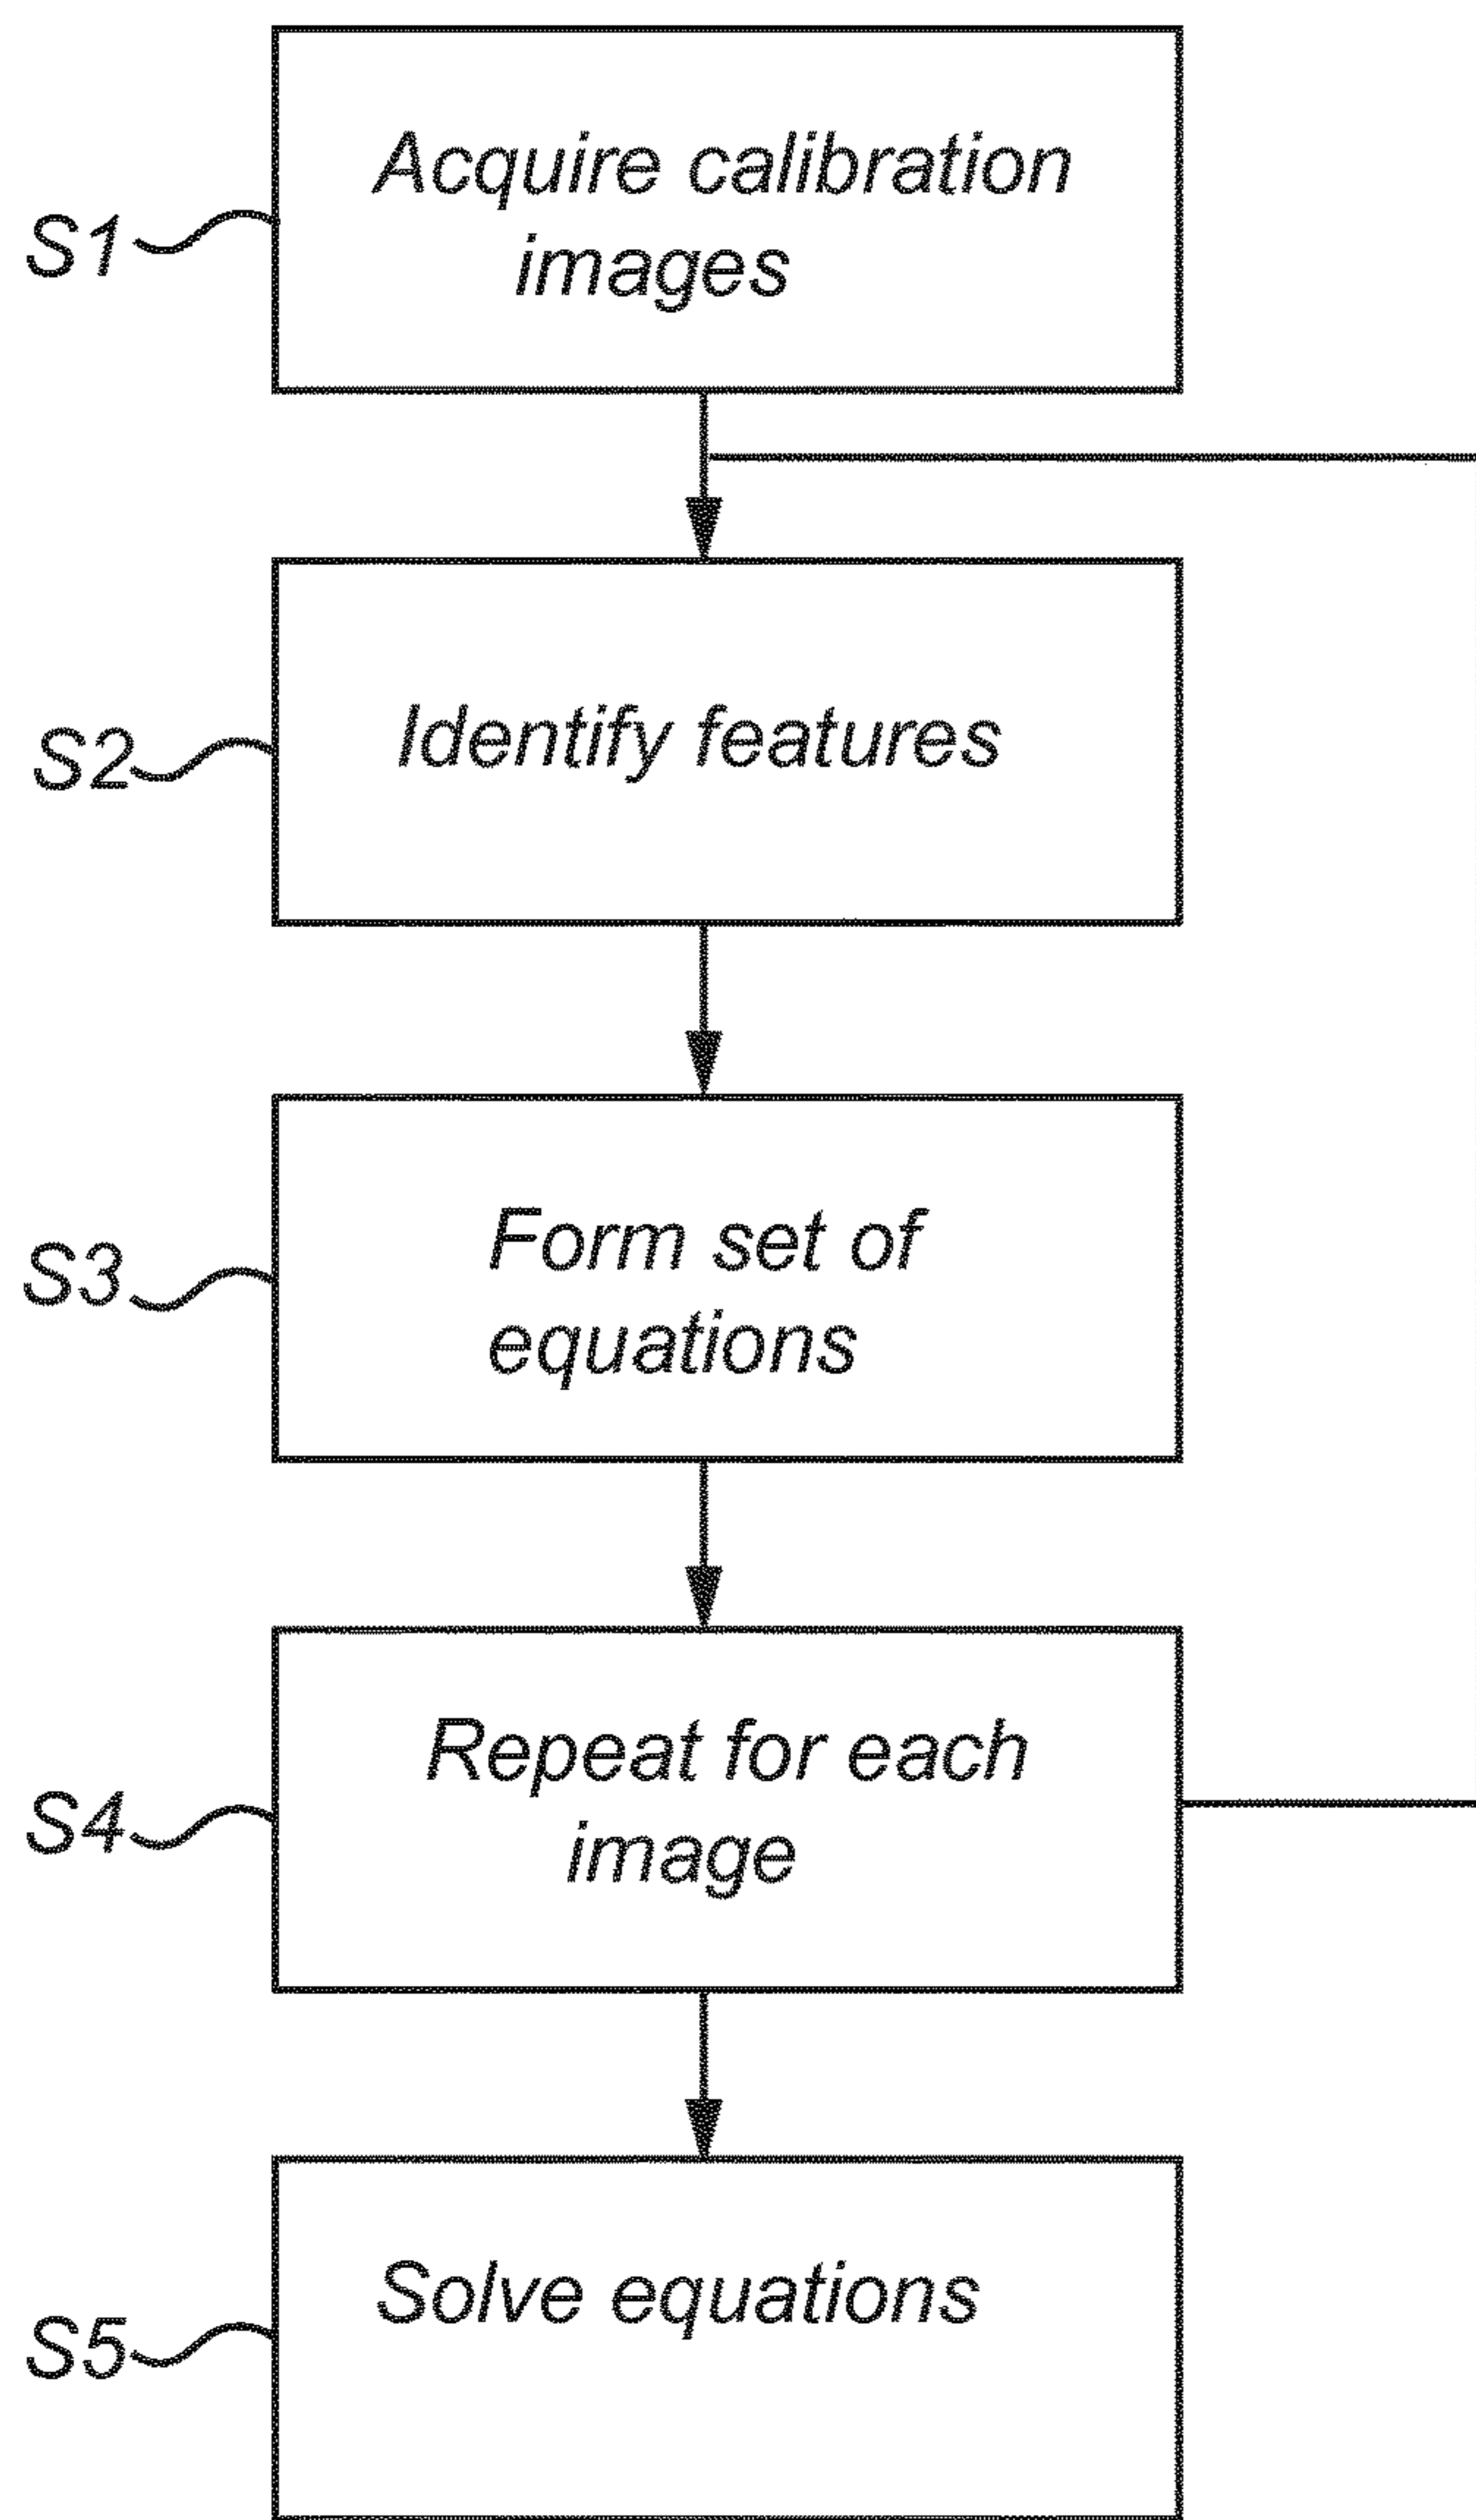 S1
Acquire calibration
images
S2
Identify features
S3
Form set of
equations
S4
Repeat for each
image
S5
Solve equations